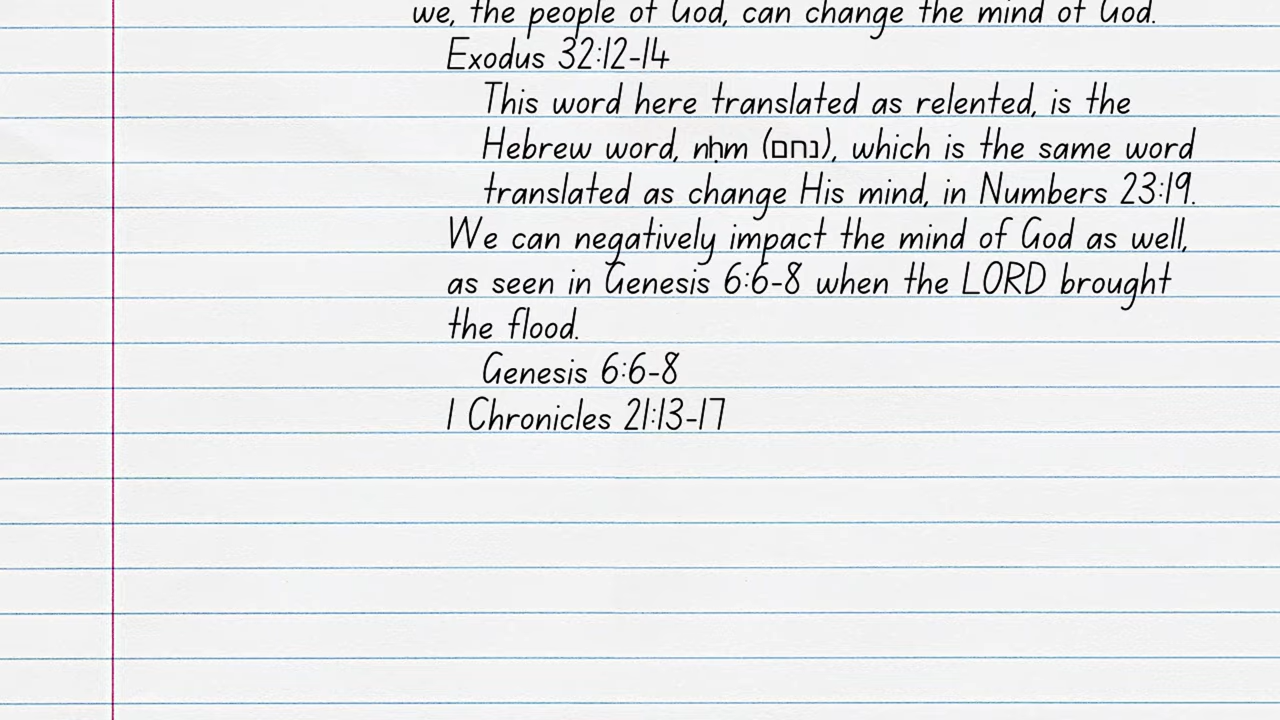 we, the people of God, can change the mind of God.
Exodus 32:12-14
This word here translated as relented, is the
Hebrew word, nḥm (נחם), which is the same word
translated as change His mind, in Numbers 23:19.
We can negatively impact the mind of God as well,
as seen in Genesis 6:6-8 when the LORD brought
the flood.
Genesis 6:6-8
1 Chronicles 21:13-17